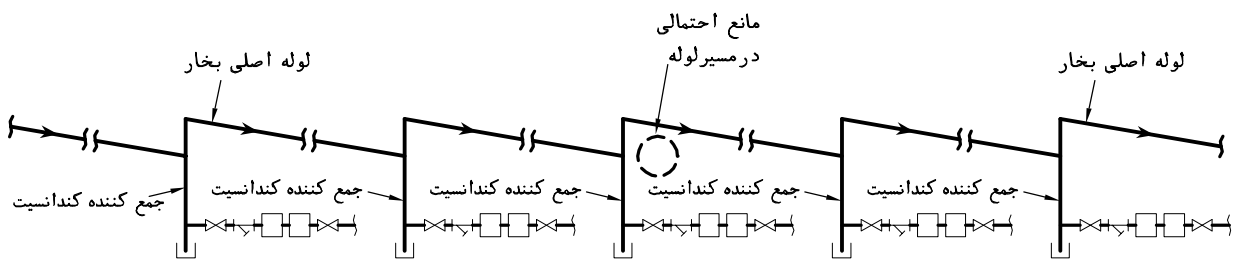 مانع احتمالی
درمسیرلوله
لوله اصلی بخار
لوله اصلی بخار
جمع کننده کندانسیت
جمع کننده کندانسیت
جمع کننده کندانسیت
جمع کننده کندانسیت
جمع کننده کندانسیت